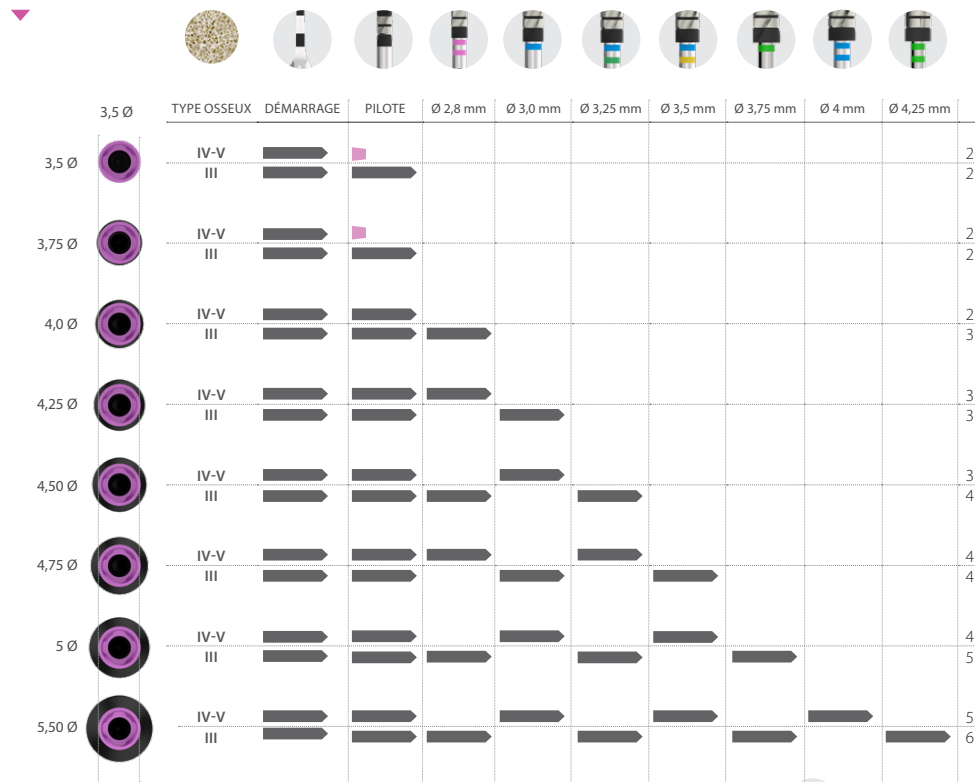 3,5 Ø TYPE OSSEUX DÉMARRAGE PILOTE Ø 2,8 mm Ø 3,0 mm Ø 3,25 mm Ø 3,5 mm Ø 3,75 mm Ø 4 mm Ø 4,25 mm
3,5 Ø
IV-V 2
III 2
3,75 Ø
IV-V 2
III 2
4,0 Ø
IV-V 2
III 3
4,25 Ø
IV-V 3
III 3
4,50 Ø
IV-V 3
III 4
4,75 Ø
IV-V 4
III 4
5 Ø
IV-V 4
III 5
5,50 Ø
IV-V 5
III 6